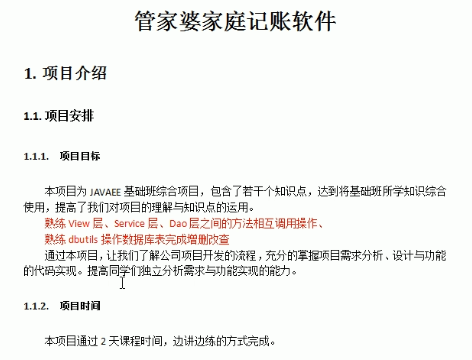 管家婆家庭记账软件
1. 项目介绍
1.1. 项目安排
1.1.1. 项目目标
本项目为 JAVAEE 基础班综合项目，包含了若干个知识点，达到将基础班所学知识综合
使用，提高了我们对项目的理解与知识点的运用。
熟练 View 层、Service 层、Dao 层之间的方法相互调用操作、
熟练 dbutils 操作数据库表完成增删改查
通过本项目，让我们了解公司项目开发的流程，充分的掌握项目需求分析、设计与功能
的代码实现。提高同学们独立分析需求与功能实现的能力。
1.1.2. 项目时间
本项目通过 2 天课程时间，边讲边练的方式完成。